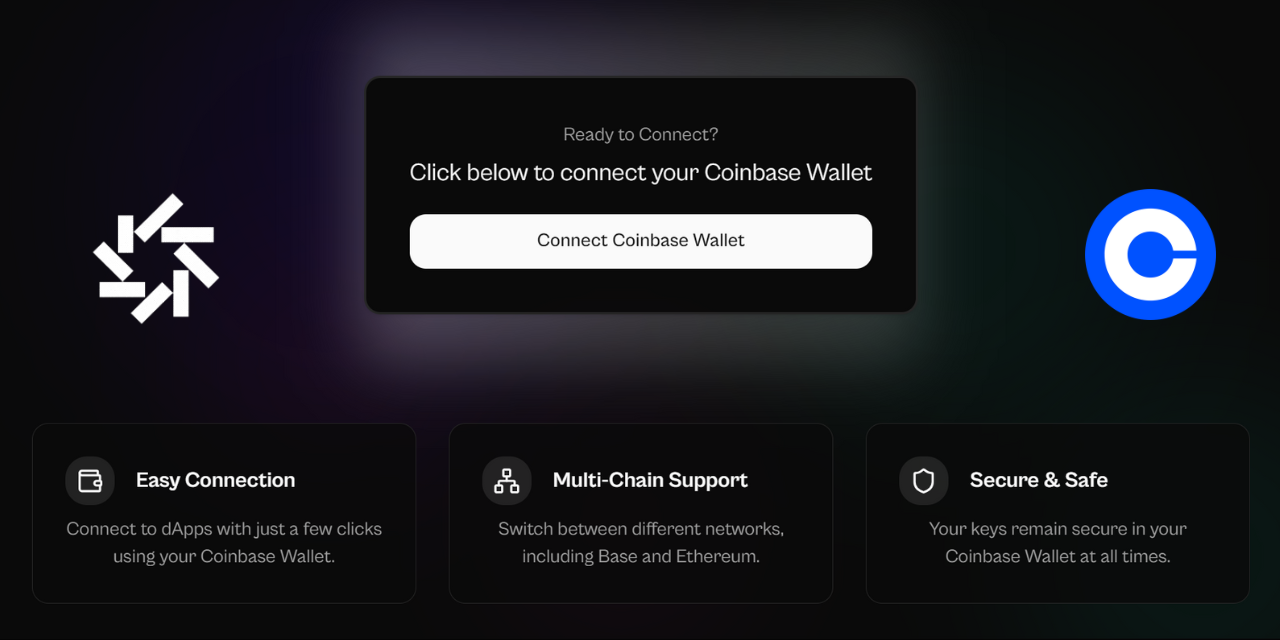 Ready to Connect?
Click below to connect your Coinbase Wallet
Connect Coinbase Wallet
Easy Connection
Connect to dApps with just a few clicks
using your Coinbase Wallet.
Multi-Chain Support
Switch between different networks,
including Base and Ethereum.
Secure & Safe
Your keys remain secure in your
Coinbase Wallet at all times.